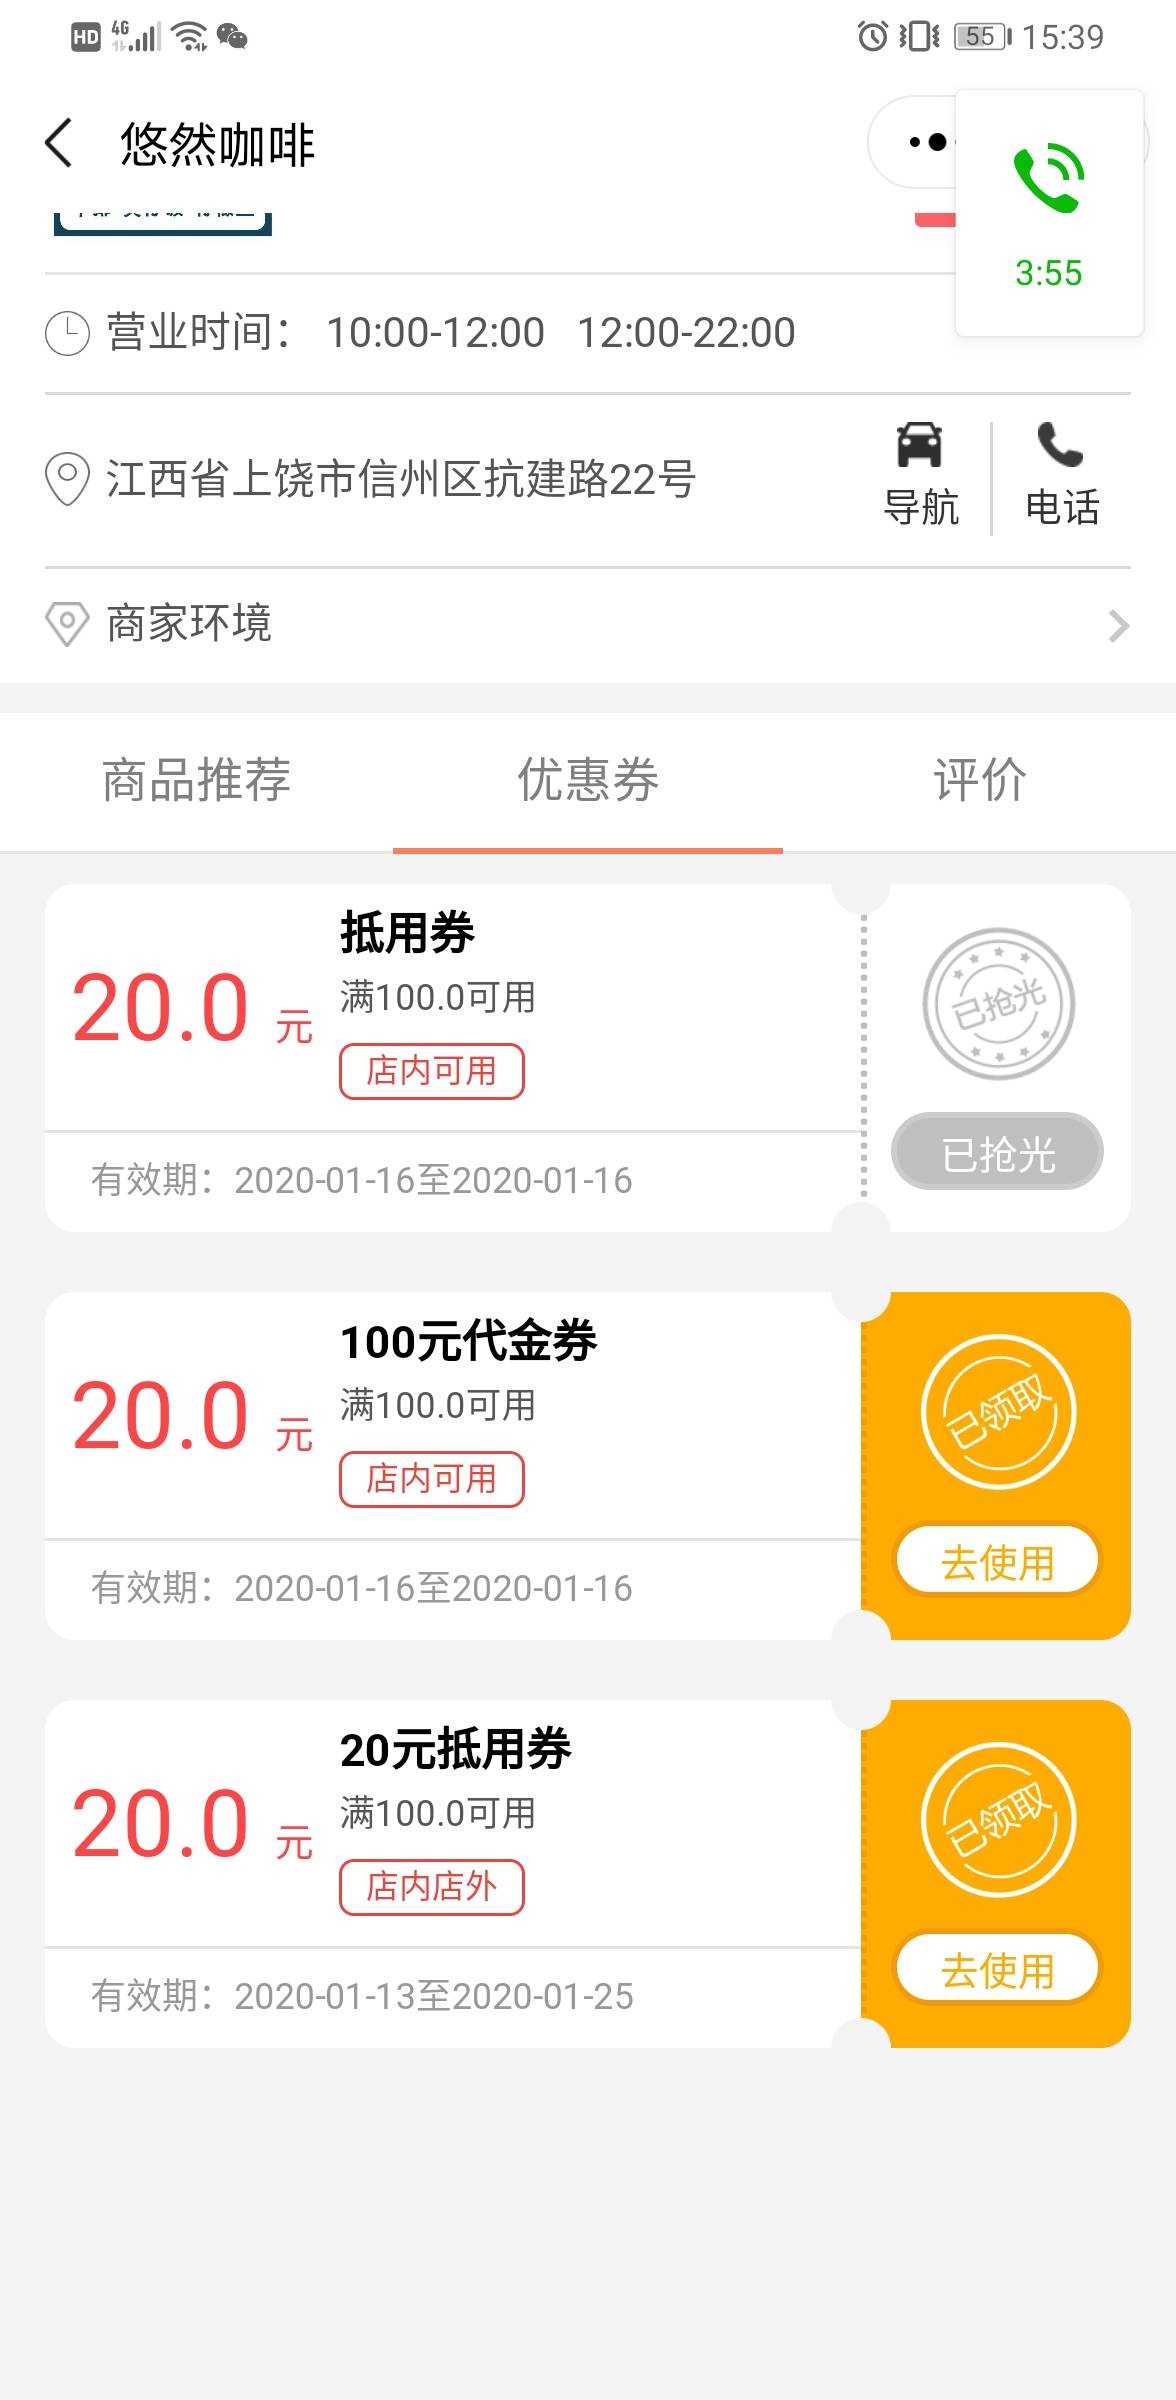 HD 4G 55 15:39
悠然咖啡
3:55
营业时间： 10:00-12:00 12:00-22:00
江西省上饶市信州区抗建路22号
导航
电话
商家环境
商品推荐
优惠券
评价
抵用券
20.0 元
满100.0可用
店内可用
有效期：2020-01-16至2020-01-16
已抢光
已抢光
100元代金券
20.0 元
满100.0可用
店内可用
有效期：2020-01-16至2020-01-16
已领取
去使用
20元抵用券
20.0 元
满100.0可用
店内店外
有效期：2020-01-13至2020-01-25
已领取
去使用